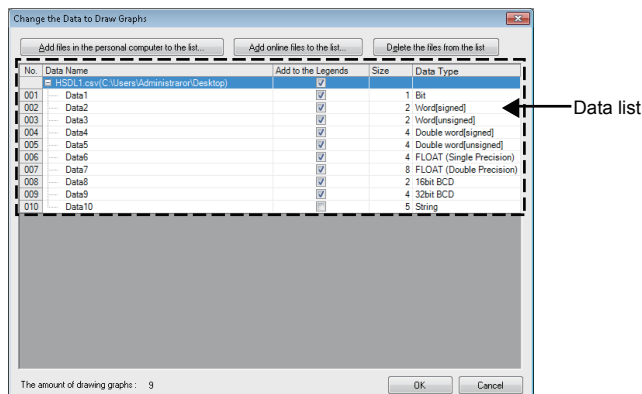 Change the Data to Draw Graphs
Add files in the personal computer to the list... Add online files to the list... Delete the files from the list
No. Data Name Add to the Legends Size Data Type
HSDL1.csv(C:\Users\Administraror\Desktop)
001 Data1 1 Bit
002 Data2 2 Word[signed]
003 Data3 2 Word[unsigned]
004 Data4 4 Double word[signed]
005 Data5 4 Double word[unsigned]
006 Data6 4 FLOAT (Single Precision)
007 Data7 8 FLOAT (Double Precision)
008 Data8 2 16bit BCD
009 Data9 4 32bit BCD
010 Data10 5 String
Data list
The amount of drawing graphs : 9
OK Cancel